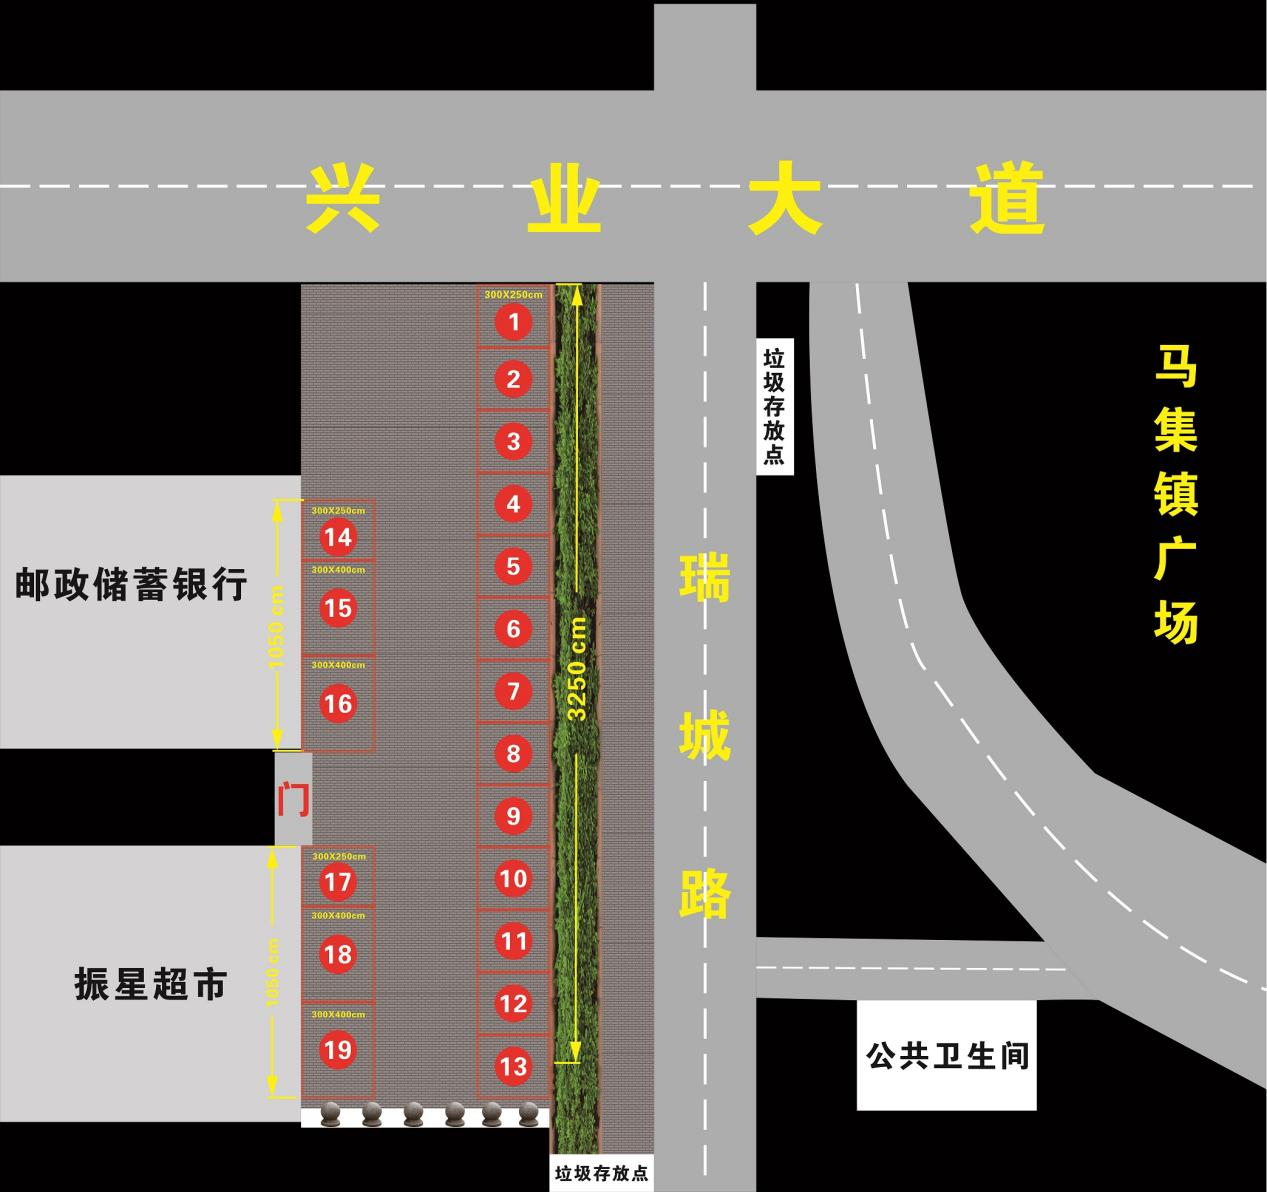 兴业大道
300X250cm
1
2
3
4
5
6
7
8
9
10
11
12
13
3250 cm
300X250cm
14
300X400cm
15
300X400cm
16
1050 cm
邮政储蓄银行
门
300X250cm
17
300X400cm
18
300X400cm
19
1050 cm
振星超市
瑞城路
垃圾存放点
马集镇广场
公共卫生间
垃圾存放点